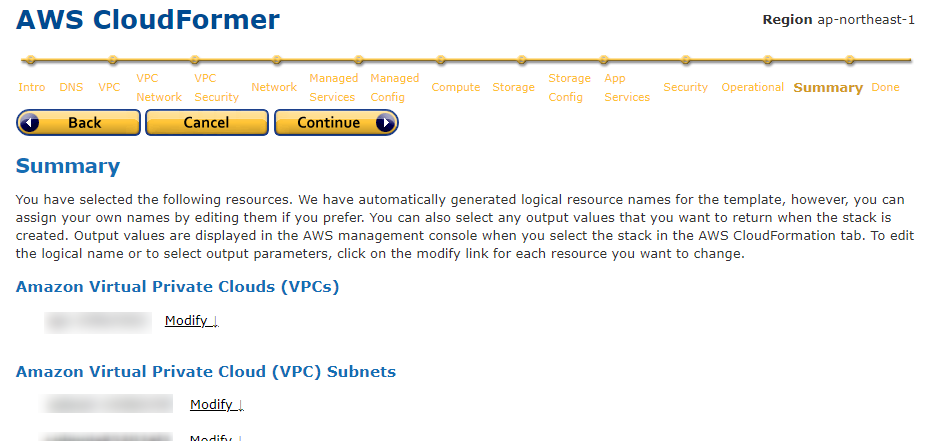 AWS CloudFormer
Region ap-northeast-1
Intro DNS VPC VPC Network VPC Security Network Managed Services Managed Config Compute Storage Storage Config App Services Security Operational Summary Done
Back Cancel Continue
Summary
You have selected the following resources. We have automatically generated logical resource names for the template, however, you can
assign your own names by editing them if you prefer. You can also select any output values that you want to return when the stack is
created. Output values are displayed in the AWS management console when you select the stack in the AWS CloudFormation tab. To edit
the logical name or to select output parameters, click on the modify link for each resource you want to change.
Amazon Virtual Private Clouds (VPCs)
Modify ↓
Amazon Virtual Private Cloud (VPC) Subnets
Modify ↓
Modify ↓